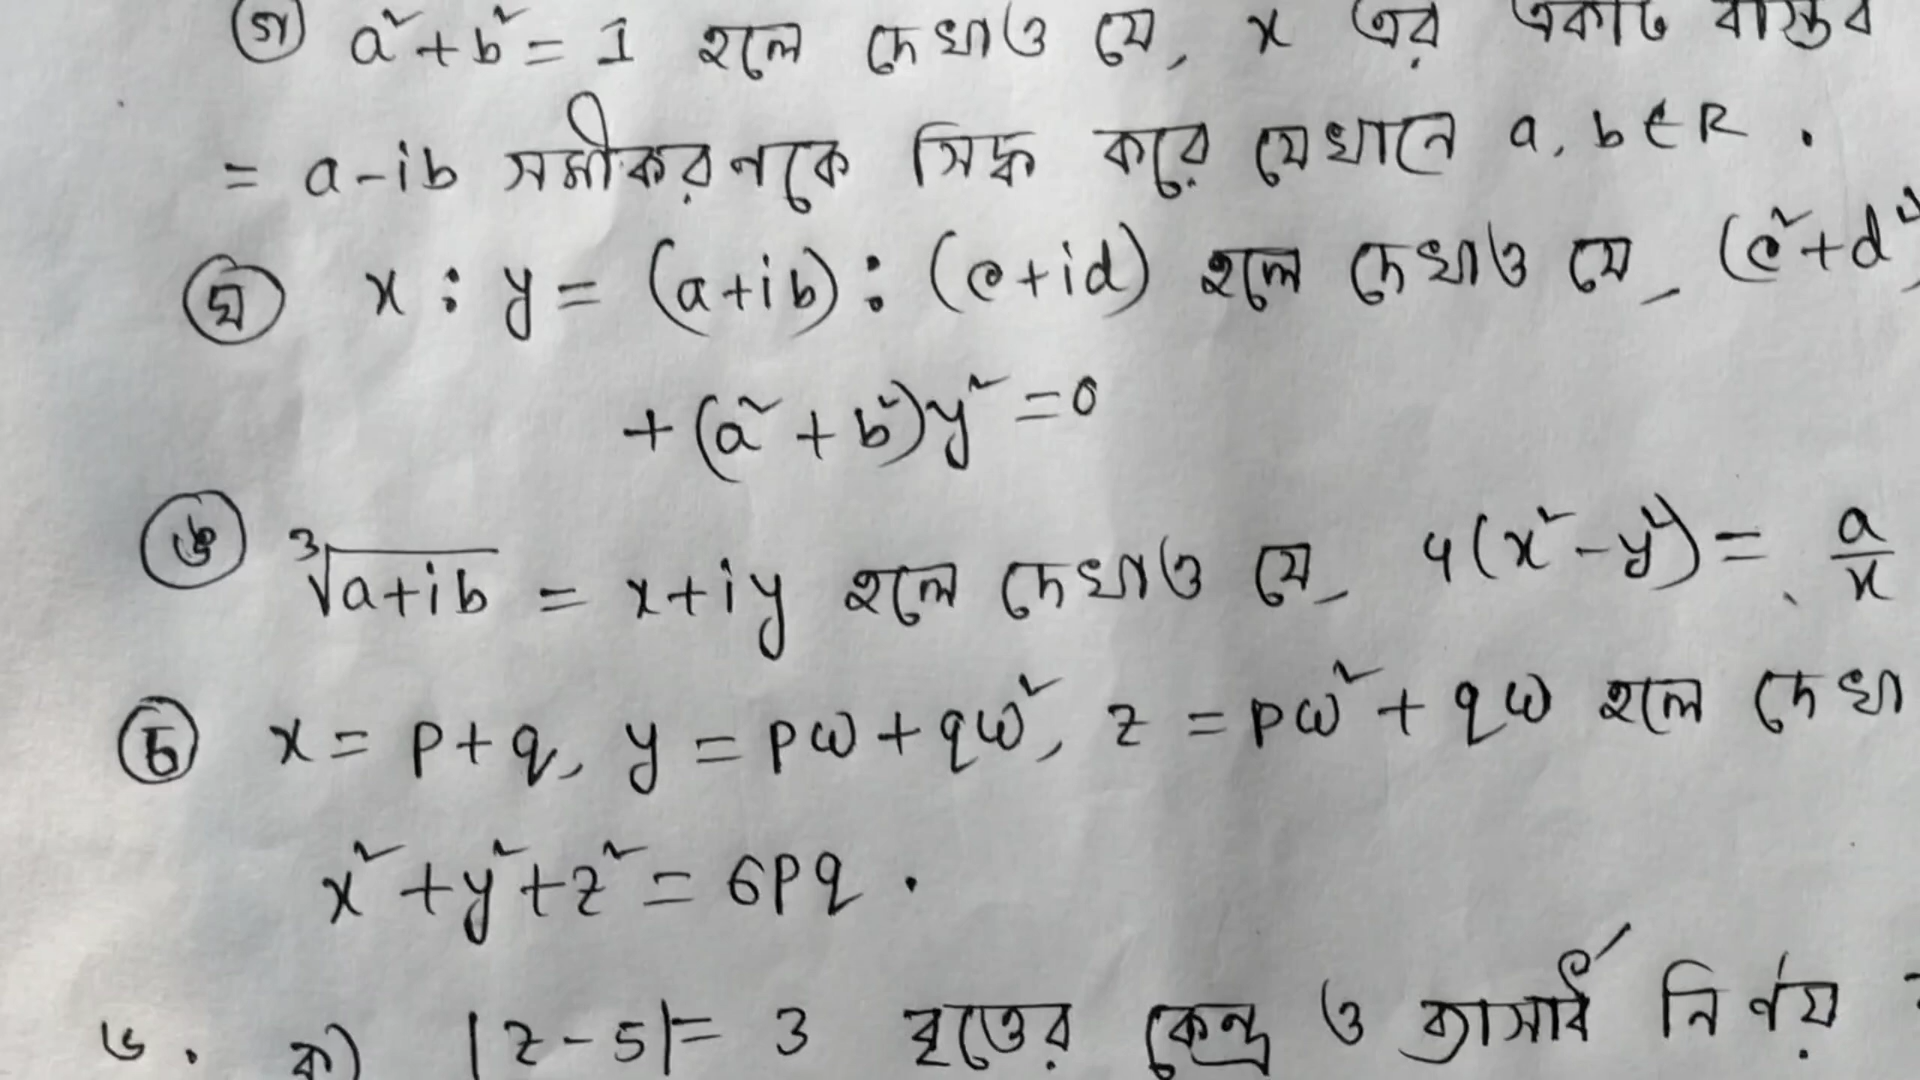 গ) a² + b² = 1 হলে দেখাও যে, x এর একটি বাস্তব
= a - ib সমীকরণকে সিদ্ধ করে যেখানে a, b ∈ R .
ঘ) x : y = (a+ib) : (c+id) হলে দেখাও যে, (c² + d²)
+ (a² + b²)y² = 0
ঙ) ∛(a+ib) = x+iy হলে দেখাও যে, 4(x² - y²) = a/x
চ) x = p+q, y = pω + qω², z = pω² + qω হলে দেখা
x² + y² + z² = 6pq .
৬. ক) |z - 5| = 3 বৃত্তের কেন্দ্র ও ব্যাসার্ধ নির্ণয়